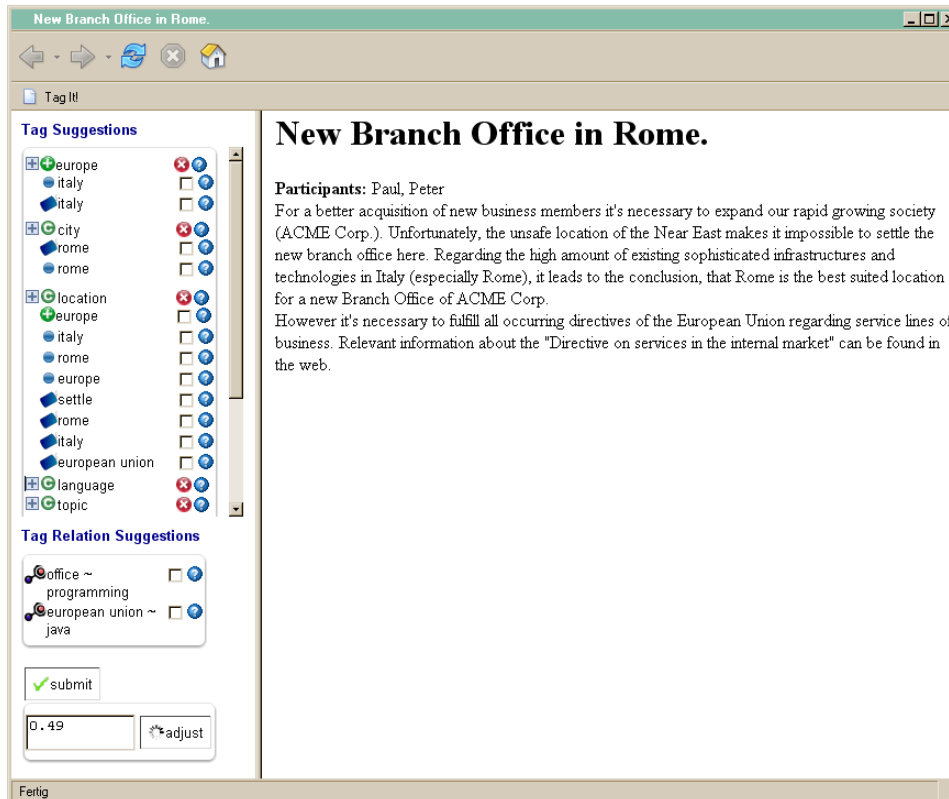 New Branch Office in Rome.
Tag It!
Tag Suggestions
europe
italy
italy
city
rome
rome
location
europe
italy
rome
europe
settle
rome
italy
european union
language
topic
Tag Relation Suggestions
office ~
programming
european union ~
java
submit
0.49
adjust
New Branch Office in Rome.
Participants: Paul, Peter
For a better acquisition of new business members it's necessary to expand our rapid growing society
(ACME Corp.). Unfortunately, the unsafe location of the Near East makes it impossible to settle the
new branch office here. Regarding the high amount of existing sophisticated infrastructures and
technologies in Italy (especially Rome), it leads to the conclusion, that Rome is the best suited location
for a new Branch Office of ACME Corp.
However it's necessary to fulfill all occurring directives of the European Union regarding service lines of
business. Relevant information about the "Directive on services in the internal market" can be found in
the web.
Fertig